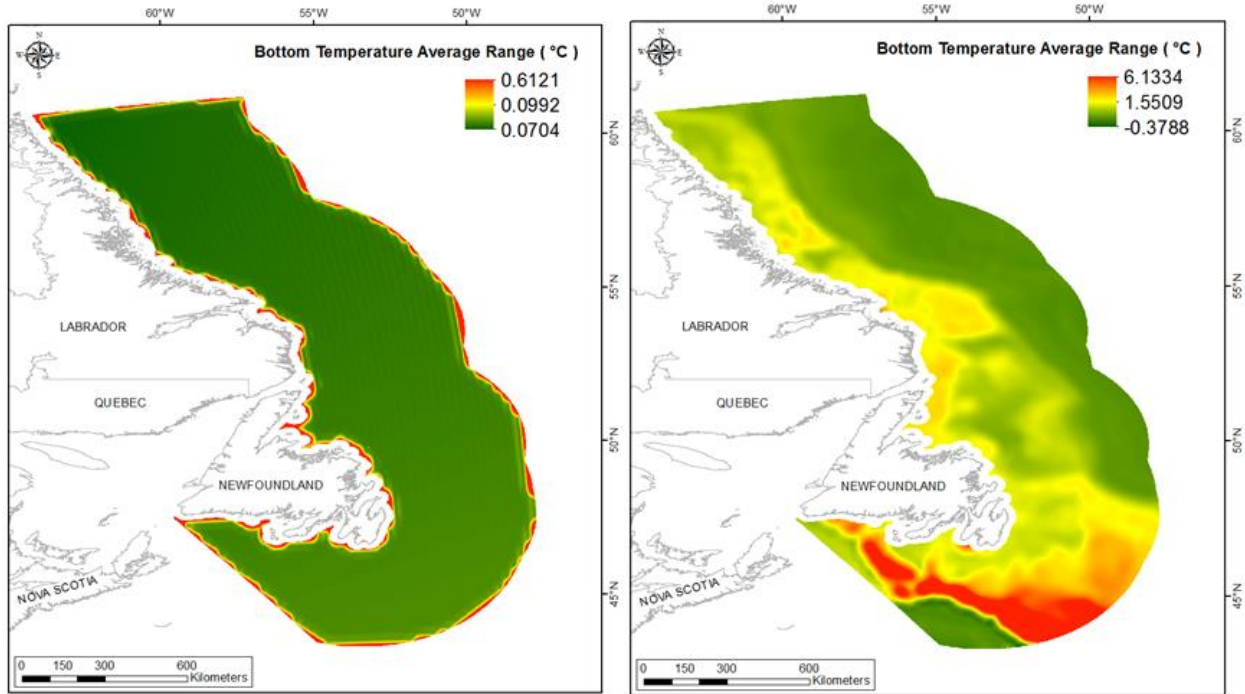 60°W 55°W 50°W
N
W E
S
Bottom Temperature Average Range ( °C )
0.6121
0.0992
0.0704
60°N
55°N
50°N
45°N
LABRADOR
QUEBEC
NEWFOUNDLAND
NOVA SCOTIA
0 150 300 600
Kilometers
60°W 55°W 50°W
N
W E
S
Bottom Temperature Average Range ( °C )
6.1334
1.5509
-0.3788
60°N
55°N
50°N
45°N
LABRADOR
QUEBEC
NEWFOUNDLAND
NOVA SCOTIA
0 150 300 600
Kilometers